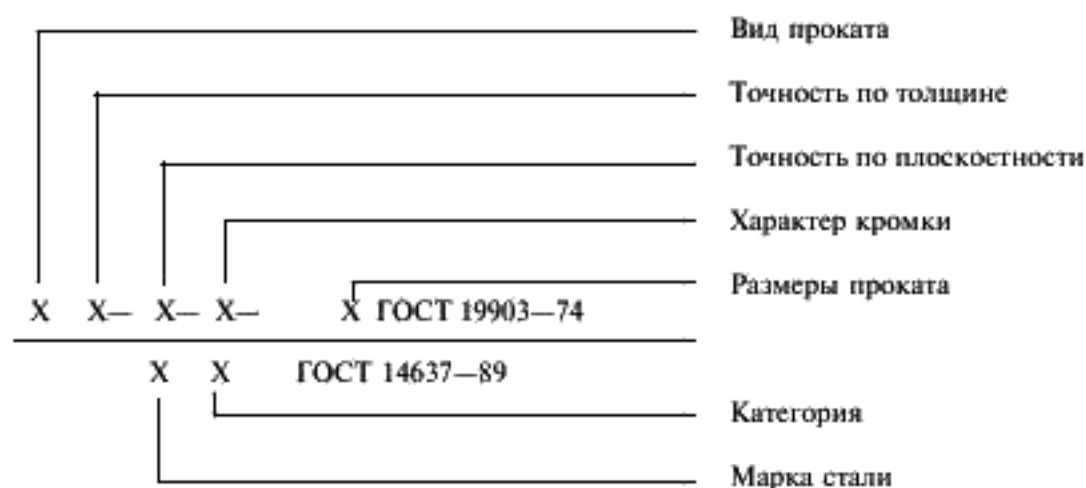 Вид проката
Точность по толщине
Точность по плоскостности
Характер кромки
Размеры проката
X X— X— X— X ГОСТ 19903—74
X X ГОСТ 14637—89
Категория
Марка стали